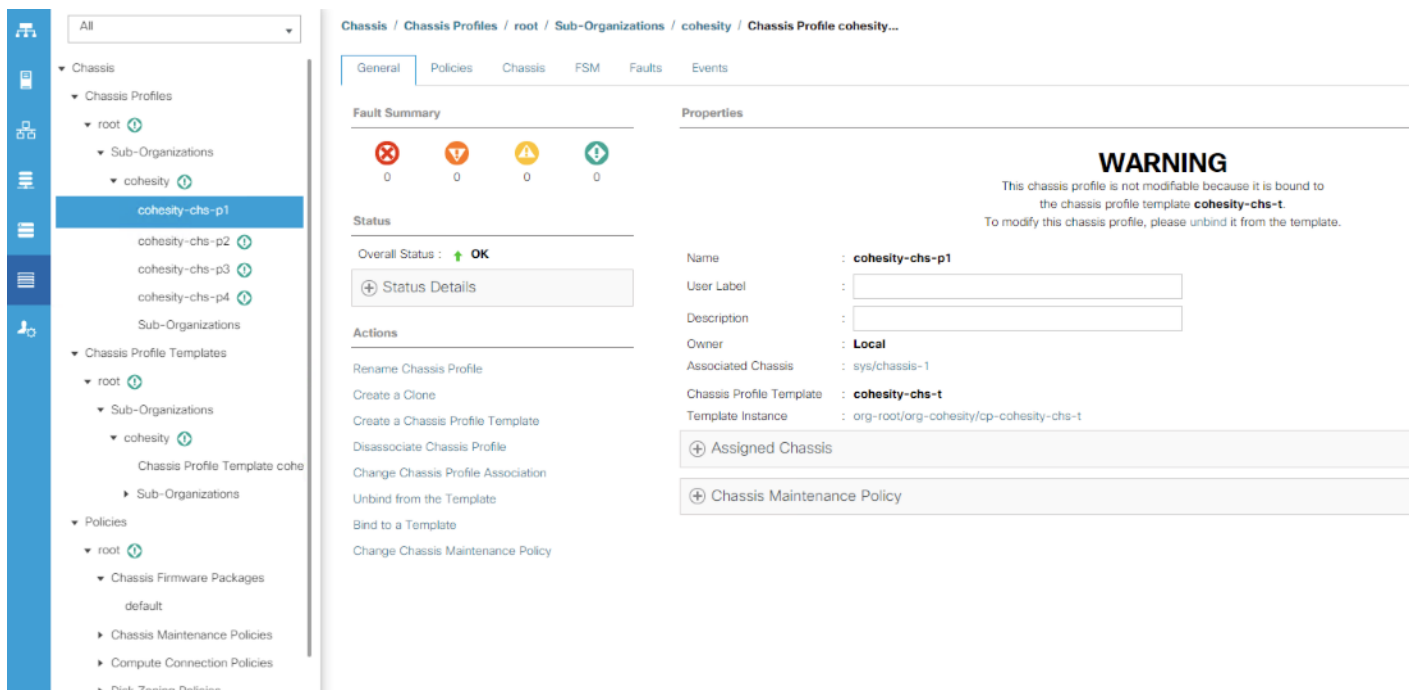 All
Chassis
Chassis Profiles
root
Sub-Organizations
cohesity
cohesity-chs-p1
cohesity-chs-p2
cohesity-chs-p3
cohesity-chs-p4
Sub-Organizations
Chassis Profile Templates
root
Sub-Organizations
cohesity
Chassis Profile Template cohe
Sub-Organizations
Policies
root
Chassis Firmware Packages
default
Chassis Maintenance Policies
Compute Connection Policies
Disk Zoning Policies
Chassis / Chassis Profiles / root / Sub-Organizations / cohesity / Chassis Profile cohesity...
General Policies Chassis FSM Faults Events
Fault Summary
0 0 0 0
Status
Overall Status : OK
Status Details
Actions
Rename Chassis Profile
Create a Clone
Create a Chassis Profile Template
Disassociate Chassis Profile
Change Chassis Profile Association
Unbind from the Template
Bind to a Template
Change Chassis Maintenance Policy
Properties
WARNING
This chassis profile is not modifiable because it is bound to
the chassis profile template cohesity-chs-t.
To modify this chassis profile, please unbind it from the template.
Name : cohesity-chs-p1
User Label :
Description :
Owner : Local
Associated Chassis : sys/chassis-1
Chassis Profile Template : cohesity-chs-t
Template Instance : org-root/org-cohesity/cp-cohesity-chs-t
Assigned Chassis
Chassis Maintenance Policy